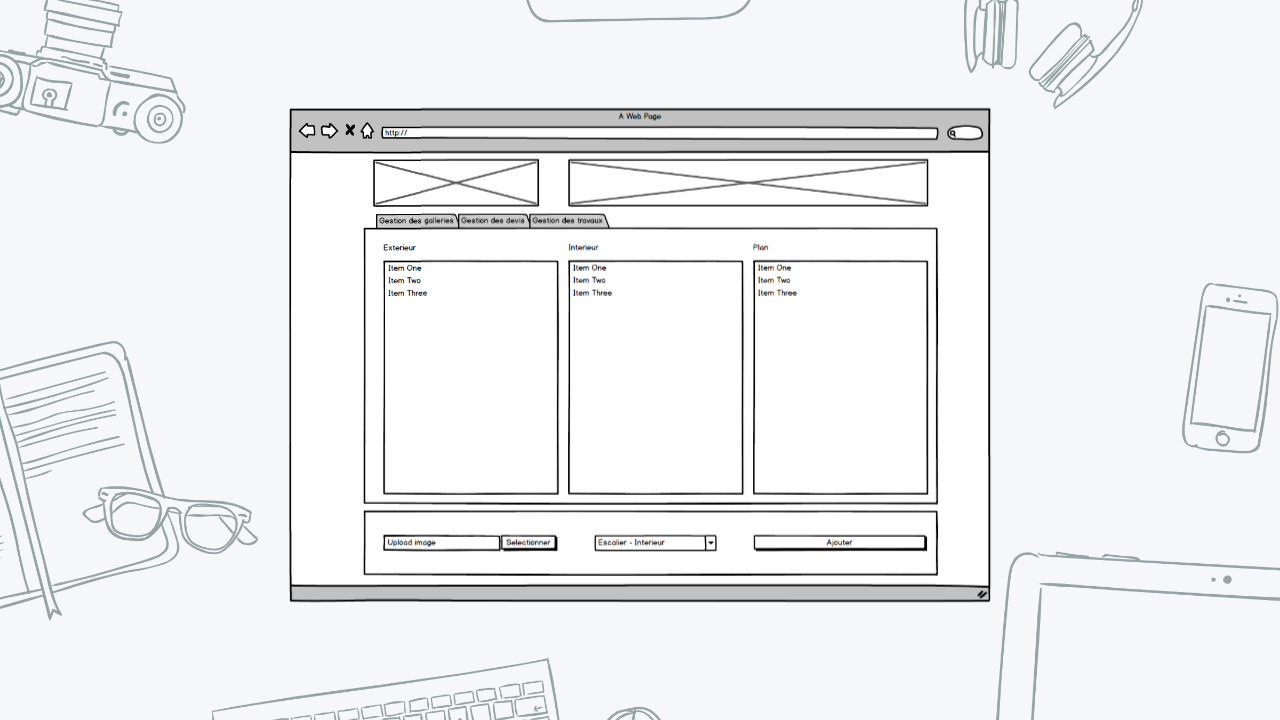 A Web Page
http://
Gestion des galleries Gestion des devis Gestion des travaux
Exterieur Interieur Plan
Item One Item One Item One
Item Two Item Two Item Two
Item Three Item Three Item Three
Upload image Selectionner Escalier - Interieur Ajouter